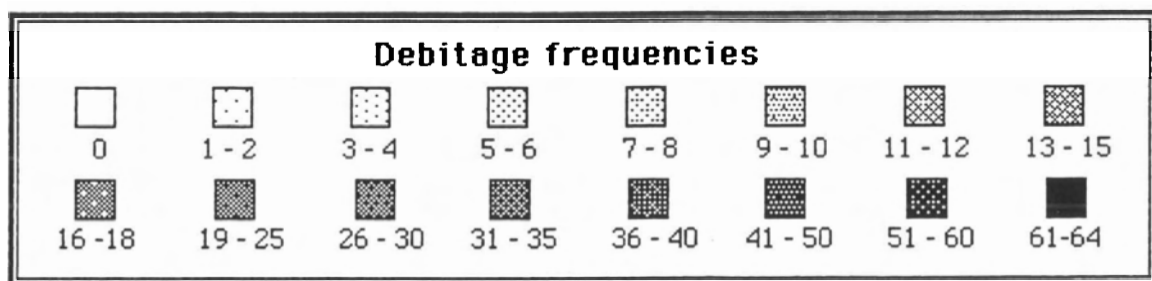 Debitage frequencies
0 1 - 2 3 - 4 5 - 6 7 - 8 9 - 10 11 - 12 13 - 15
16 -18 19 - 25 26 - 30 31 - 35 36 - 40 41 - 50 51 - 60 61-64